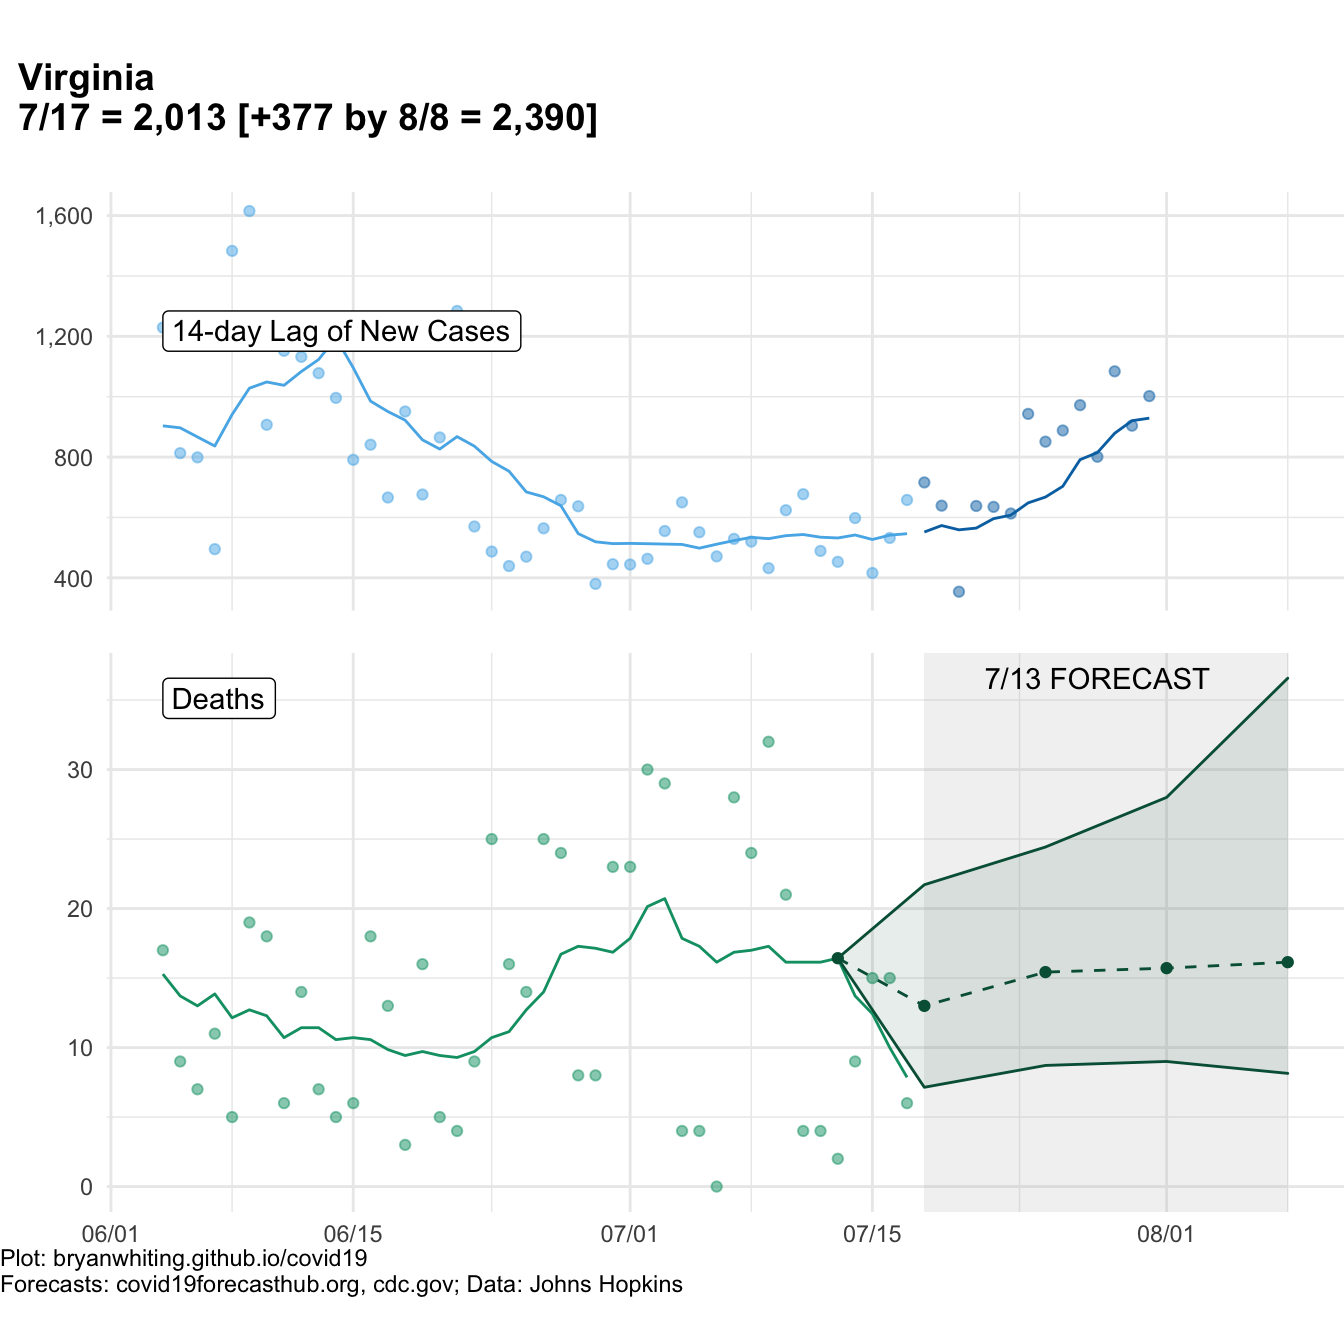 Virginia
7/17 = 2,013 [+377 by 8/8 = 2,390]
1,600
14-day Lag of New Cases
1,200
800
400
7/13 FORECAST
Deaths
30
20
10
0
06/01 06/15 07/01 07/15 08/01
Plot: bryanwhiting.github.io/covid19
Forecasts: covid19forecasthub.org, cdc.gov; Data: Johns Hopkins